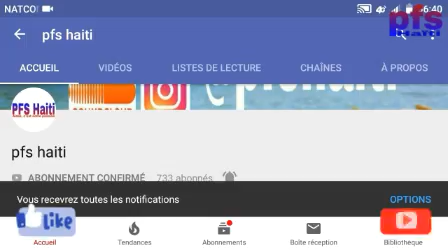 NATCO
6:40
pfs
HAITI
pfs haiti
ACCUEIL VIDÉOS LISTES DE LECTURE CHAÎNES À PROPOS
PFS Haiti
pfs haiti
ABONNEMENT CONFIRMÉ 733 abonnés
Vous recevrez toutes les notifications OPTIONS
Like
Accueil Tendances Abonnements Boîte réception Bibliothèque